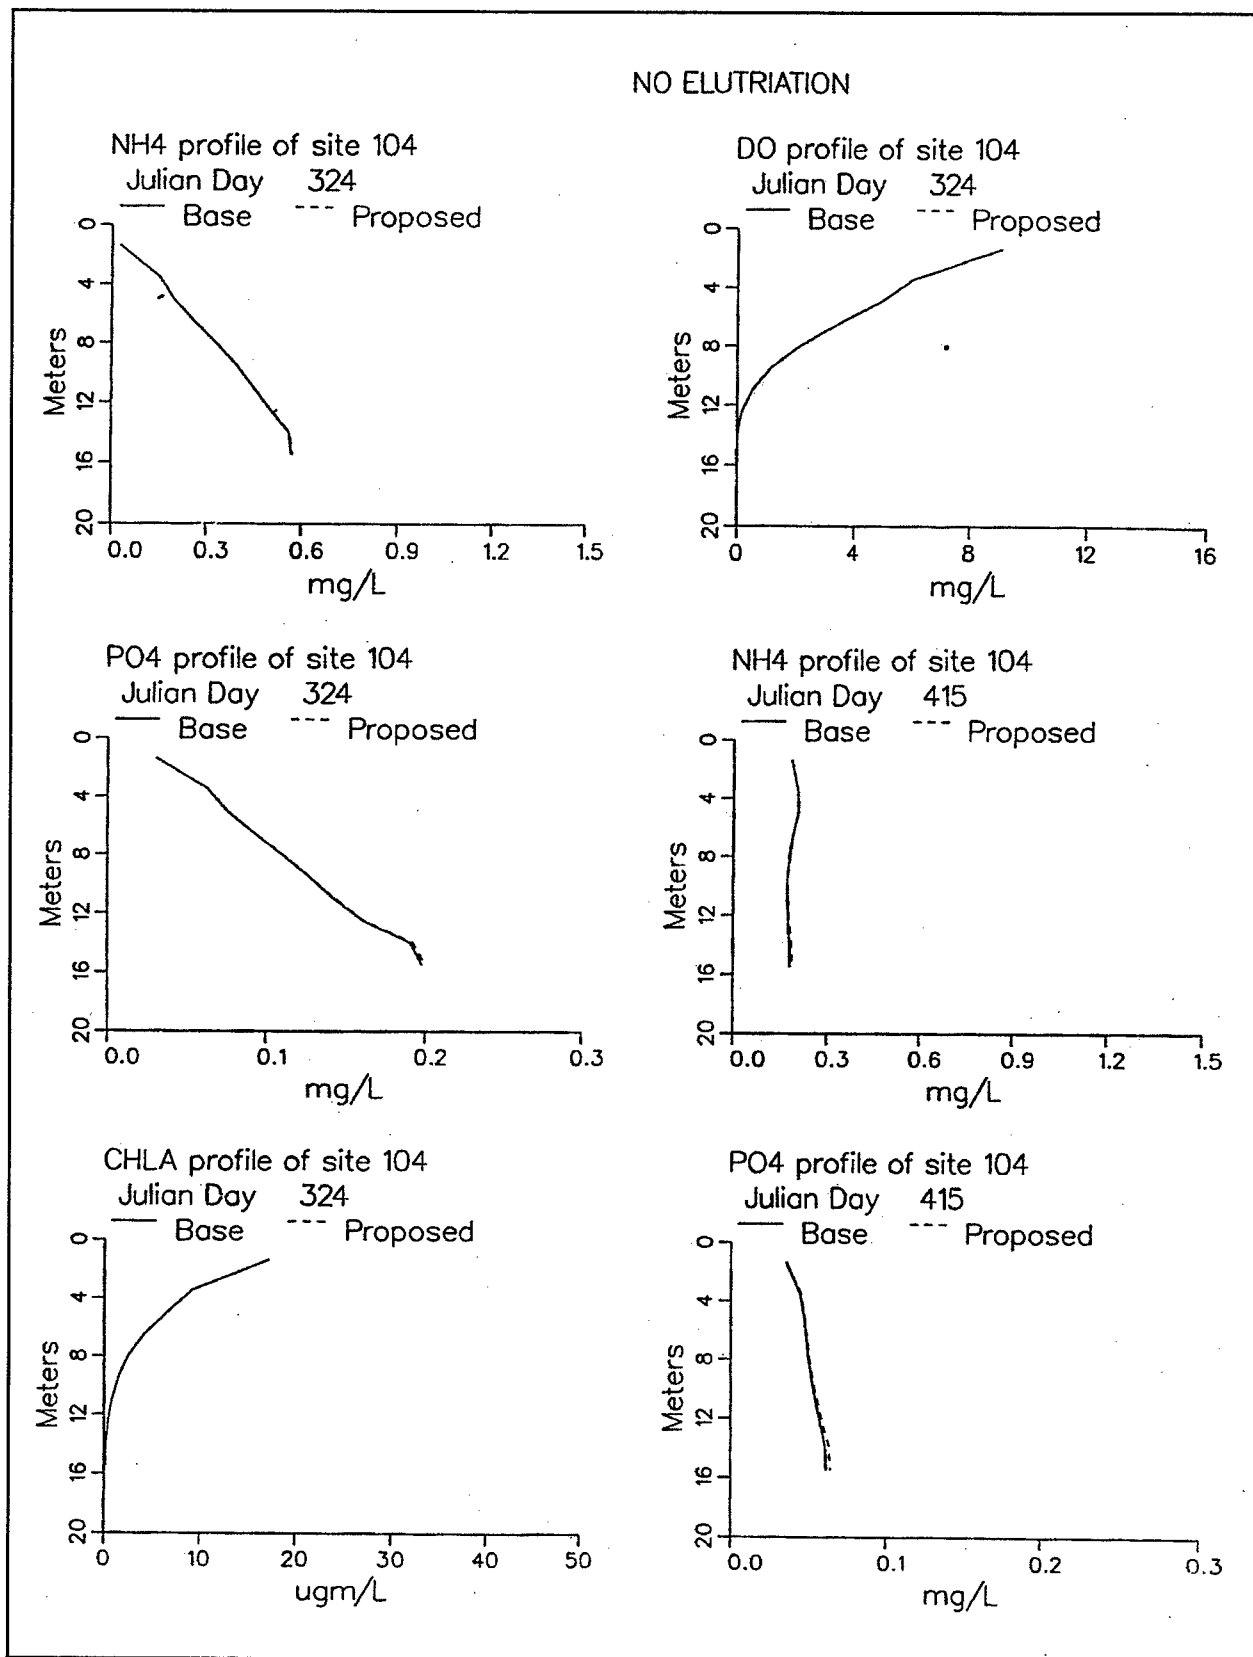 NO ELUTRIATION
NH4 profile of site 104
Julian Day 324
Base Proposed
0
4
8
12
16
20
Meters
0.0 0.3 0.6 0.9 1.2 1.5
mg/L
DO profile of site 104
Julian Day 324
Base Proposed
0
4
8
12
16
20
Meters
0 4 8 12 16
mg/L
PO4 profile of site 104
Julian Day 324
Base Proposed
0
4
8
12
16
20
Meters
0.0 0.1 0.2 0.3
mg/L
NH4 profile of site 104
Julian Day 415
Base Proposed
0
4
8
12
16
20
Meters
0.0 0.3 0.6 0.9 1.2 1.5
mg/L
CHLA profile of site 104
Julian Day 324
Base Proposed
0
4
8
12
16
20
Meters
0 10 20 30 40 50
ugm/L
PO4 profile of site 104
Julian Day 415
Base Proposed
0
4
8
12
16
20
Meters
0.0 0.1 0.2 0.3
mg/L